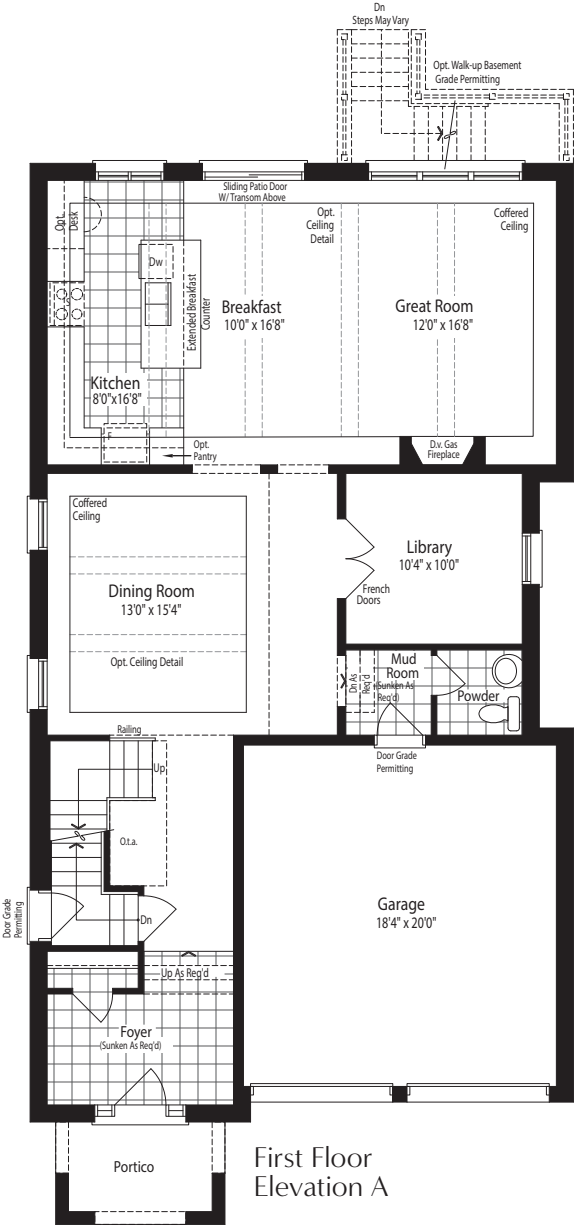 Dn
Steps May Vary
Opt. Walk-up Basement
Grade Permitting
Sliding Patio Door
W/ Transom Above
Opt.
Desk
Opt.
Ceiling
Detail
Coffered
Ceiling
Dw
Extended Breakfast
Counter
Breakfast
10'0" x 16'8"
Great Room
12'0" x 16'8"
Kitchen
8'0"x16'8"
F
Opt.
Pantry
D.v. Gas
Fireplace
Coffered
Ceiling
Library
10'4" x 10'0"
Dining Room
13'0" x 15'4"
French
Doors
Opt. Ceiling Detail
Mud
Room
(Sunken As
Req'd)
Dn As
Req'd
Powder
Railing
Up
Door Grade
Permitting
O.t.a.
Garage
18'4" x 20'0"
Door Grade
Permitting
Dn
Up As Req'd
Foyer
(Sunken As Req'd)
Portico
First Floor
Elevation A